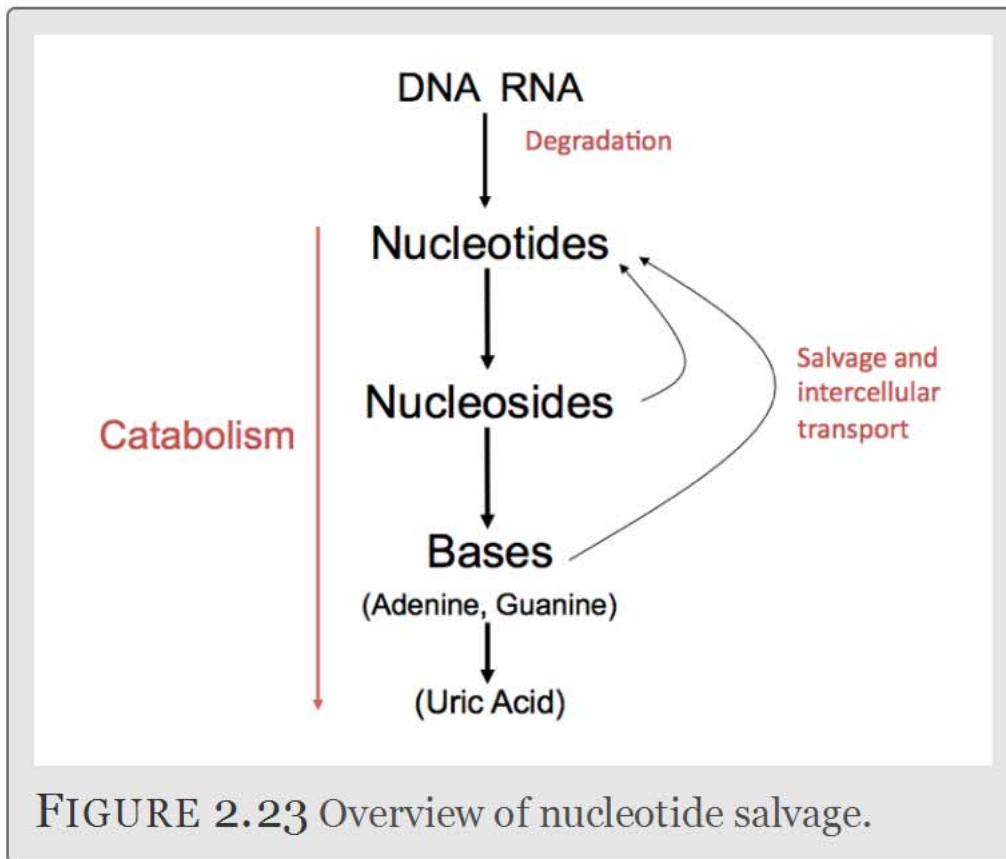 DNA RNA
Degradation
Nucleotides
Salvage and
intercellular
transport
Nucleosides
Catabolism
Bases
(Adenine, Guanine)
(Uric Acid)
FIGURE 2.23 Overview of nucleotide salvage.